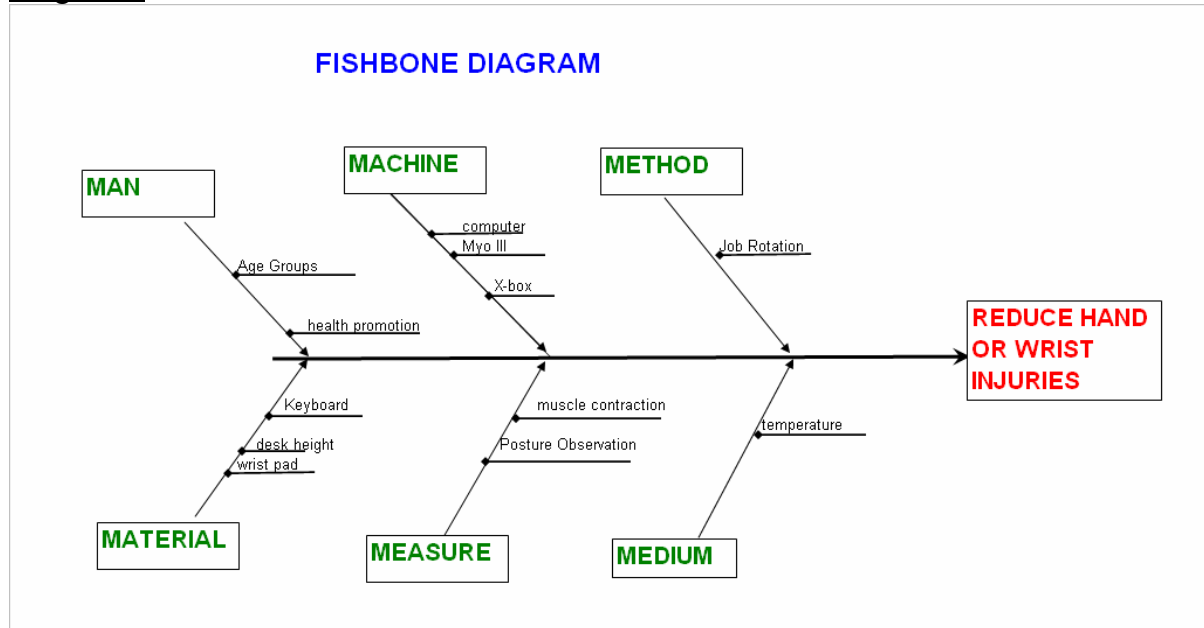 FISHBONE DIAGRAM
MAN
MACHINE
METHOD
computer
Myo III
X-box
Job Rotation
Age Groups
health promotion
REDUCE HAND
OR WRIST
INJURIES
Keyboard
desk height
wrist pad
muscle contraction
Posture Observation
temperature
MATERIAL
MEASURE
MEDIUM